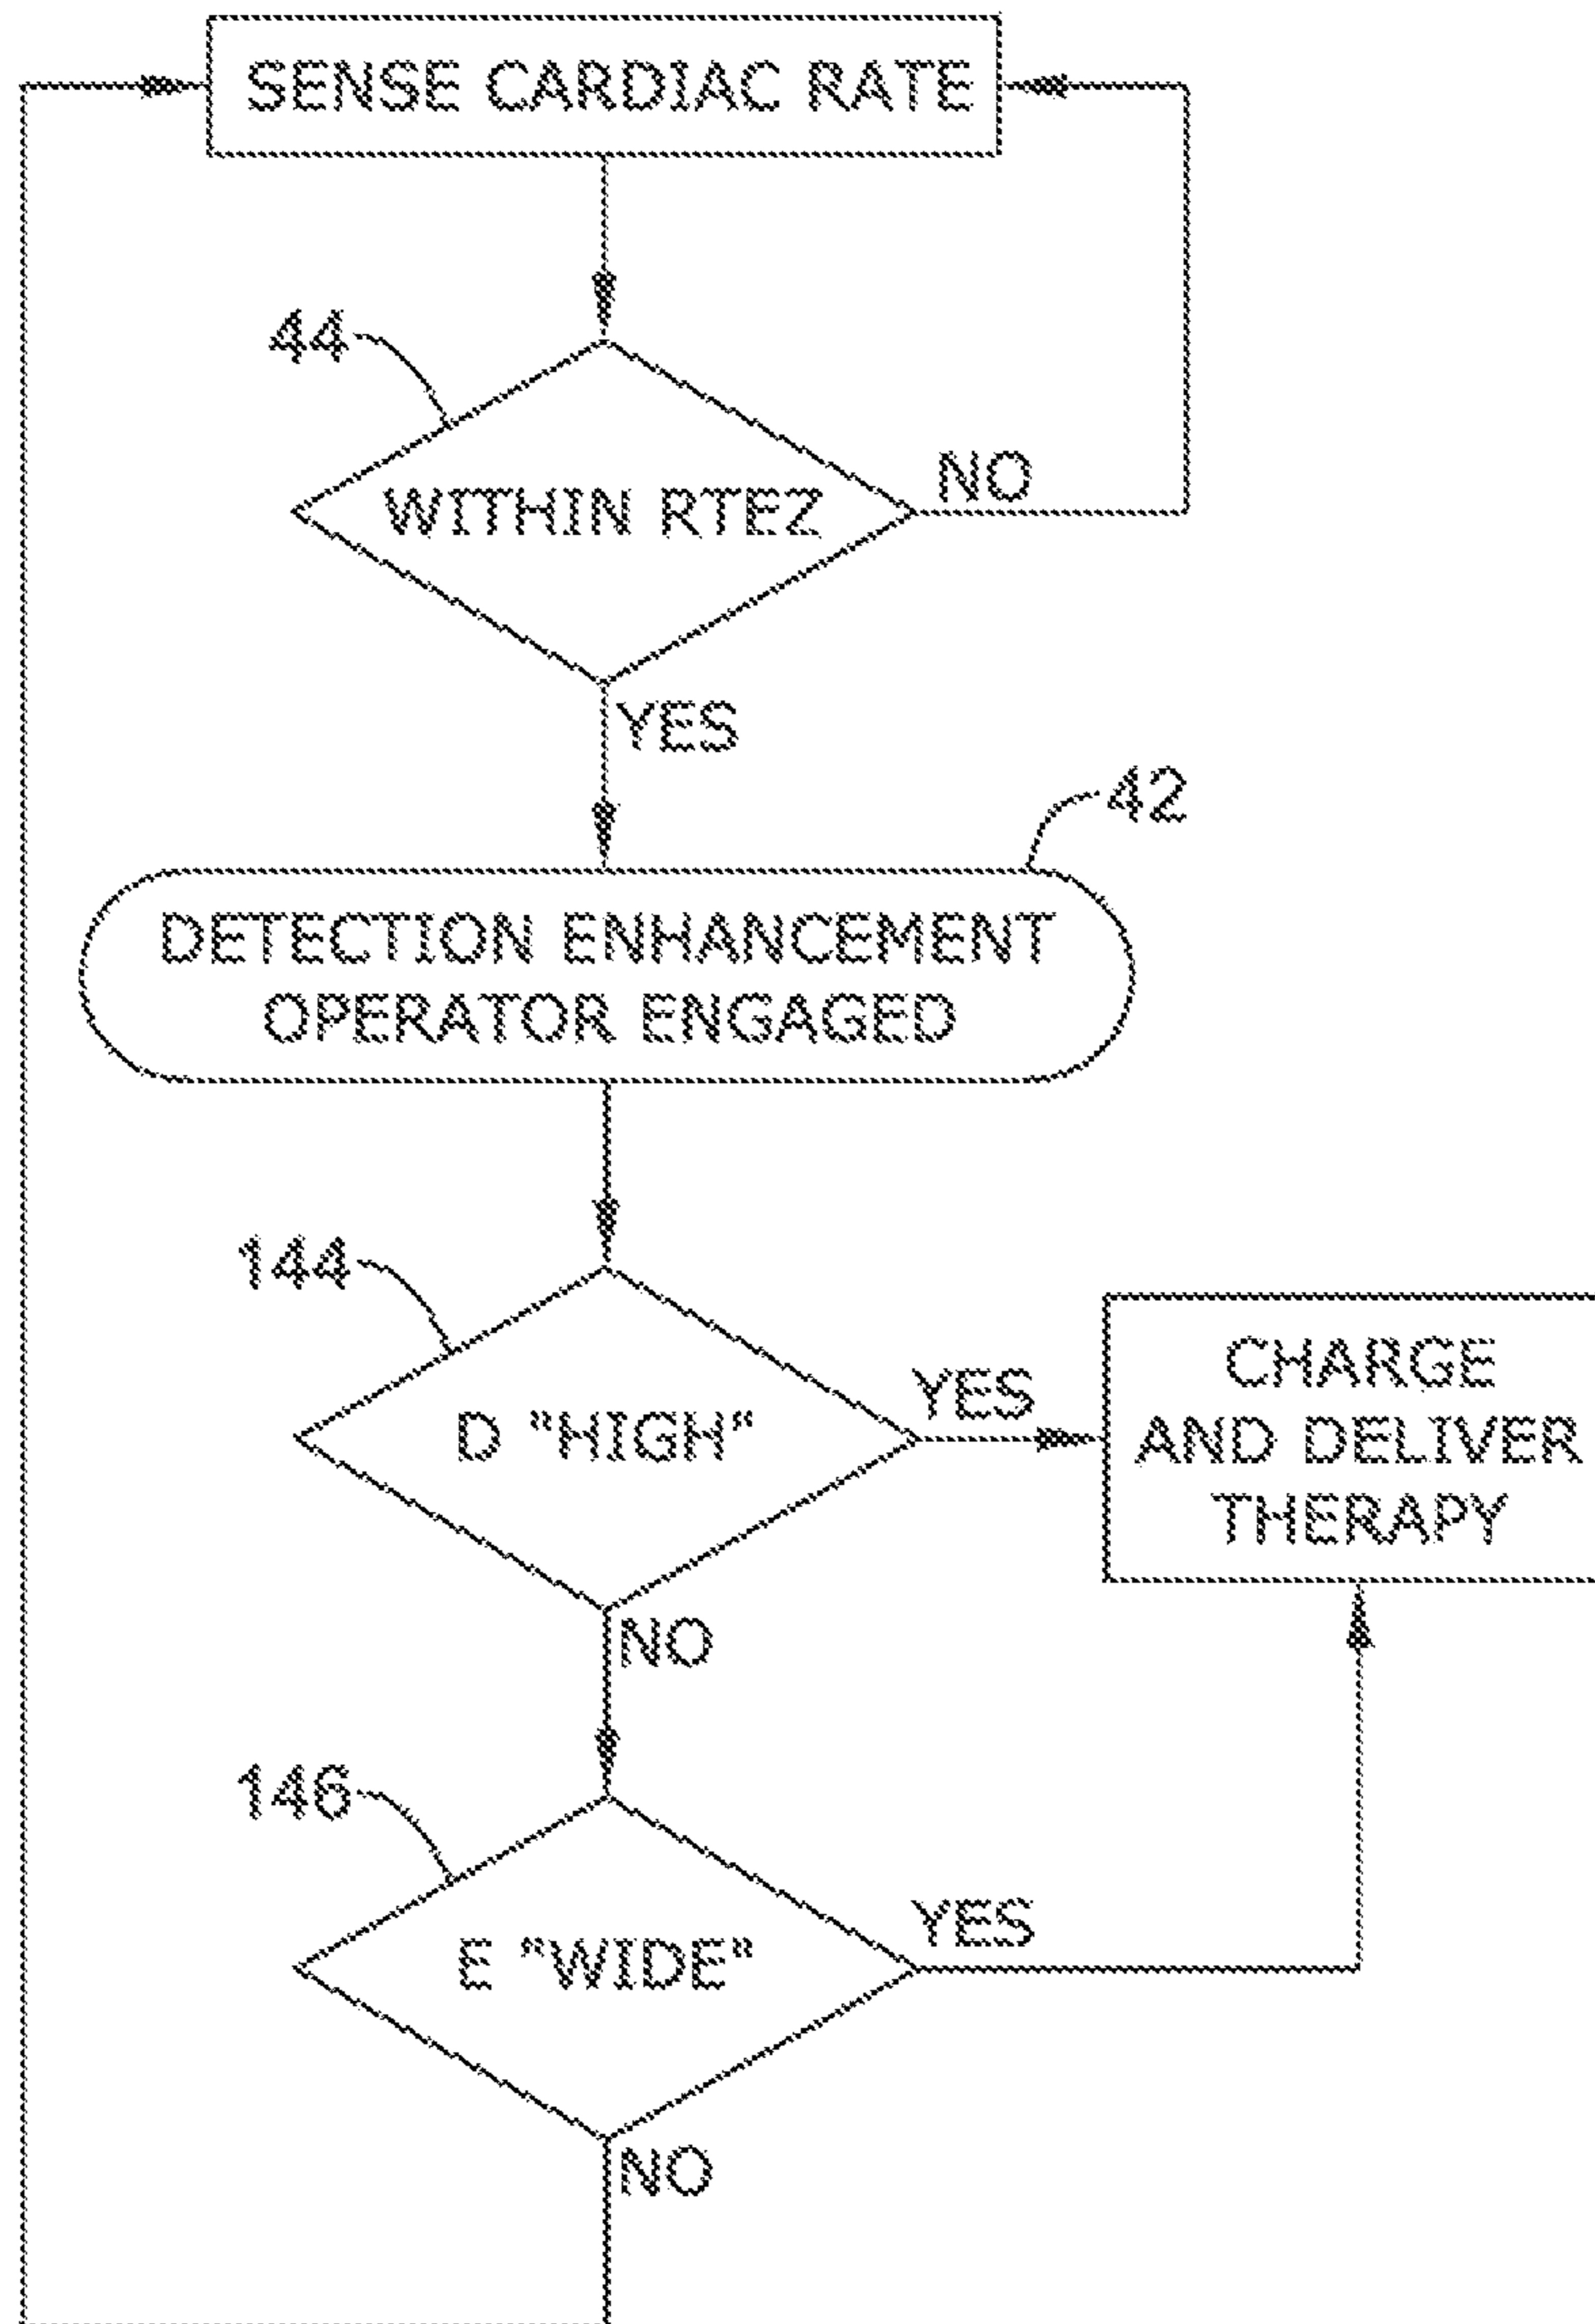 SENSE CARDIAC RATE
44
WITHIN RTEZ
NO
YES
42
DETECTION ENHANCEMENT
OPERATOR ENGAGED
144
D "HIGH"
YES
CHARGE
AND DELIVER
THERAPY
NO
146
E "WIDE"
YES
NO